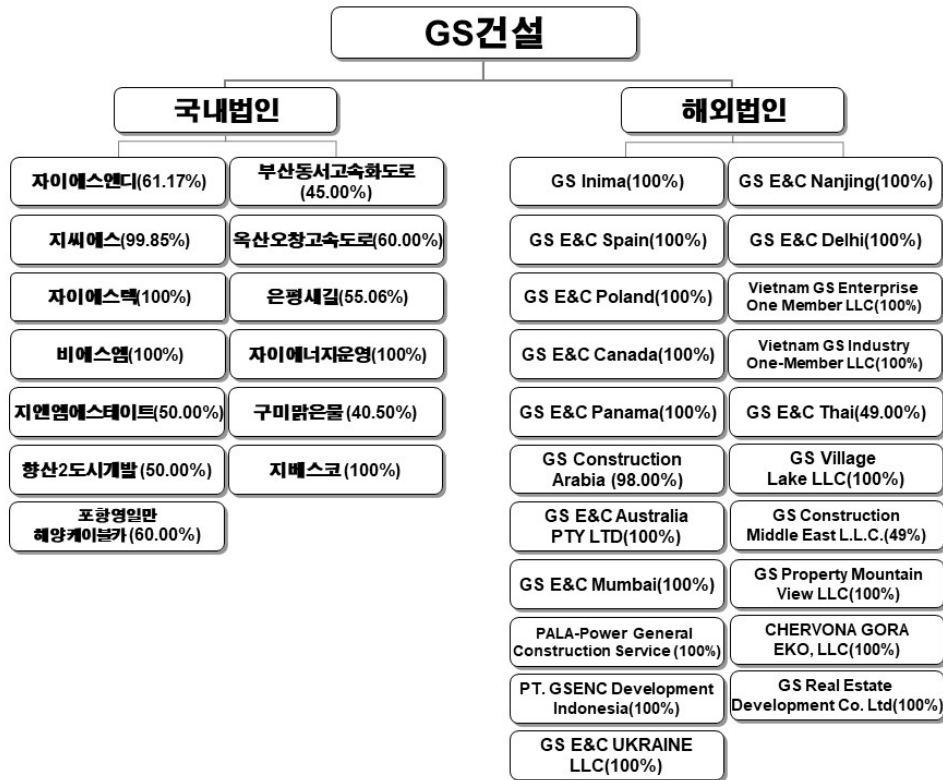 GS건설
국내법인
자이에스앤디(61.17%)
지씨에스(99.85%)
자이에스텍(100%)
비에스엠(100%)
지앤엠에스테이트(50.00%)
향산2도시개발(50.00%)
포항영일만
해양케이블카(60.00%)
부산동서고속화도로
(45.00%)
옥산오창고속도로(60.00%)
은평새길(55.06%)
자이에너지운영(100%)
구미맑은물(40.50%)
지베스코(100%)
해외법인
GS Inima(100%)
GS E&C Spain(100%)
GS E&C Poland(100%)
GS E&C Canada(100%)
GS E&C Panama(100%)
GS Construction
Arabia (98.00%)
GS E&C Australia
PTY LTD(100%)
GS E&C Mumbai(100%)
PALA-Power General
Construction Service (100%)
PT. GSENC Development
Indonesia(100%)
GS E&C UKRAINE
LLC(100%)
GS E&C Nanjing(100%)
GS E&C Delhi(100%)
Vietnam GS Enterprise
One Member LLC(100%)
Vietnam GS Industry
One-Member LLC(100%)
GS E&C Thai(49.00%)
GS Village
Lake LLC(100%)
GS Construction
Middle East L.L.C.(49%)
GS Property Mountain
View LLC(100%)
CHERVONA GORA
EKO, LLC(100%)
GS Real Estate
Development Co. Ltd(100%)